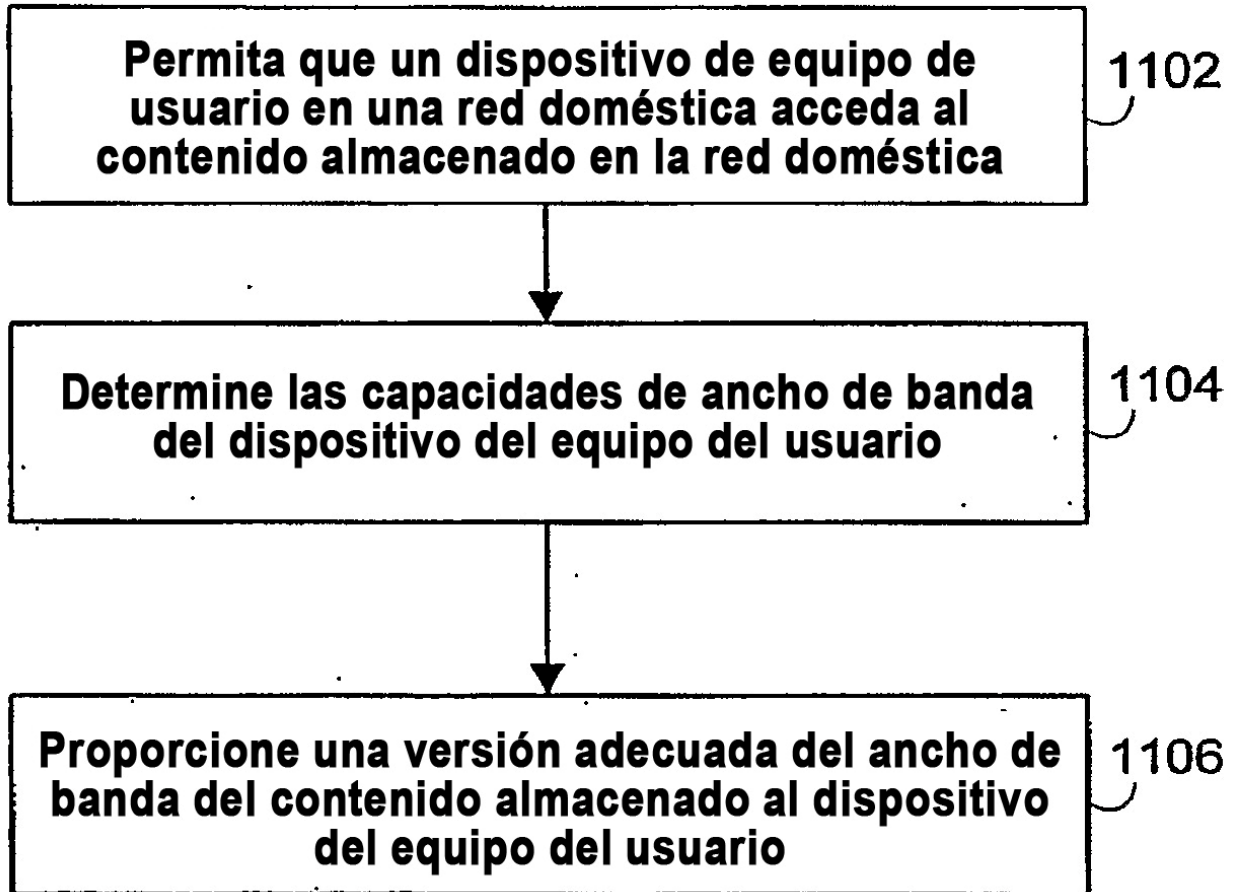 Permita que un dispositivo de equipo de
usuario en una red doméstica acceda al
contenido almacenado en la red doméstica
1102
Determine las capacidades de ancho de banda
del dispositivo del equipo del usuario
1104
Proporcione una versión adecuada del ancho de
banda del contenido almacenado al dispositivo
del equipo del usuario
1106